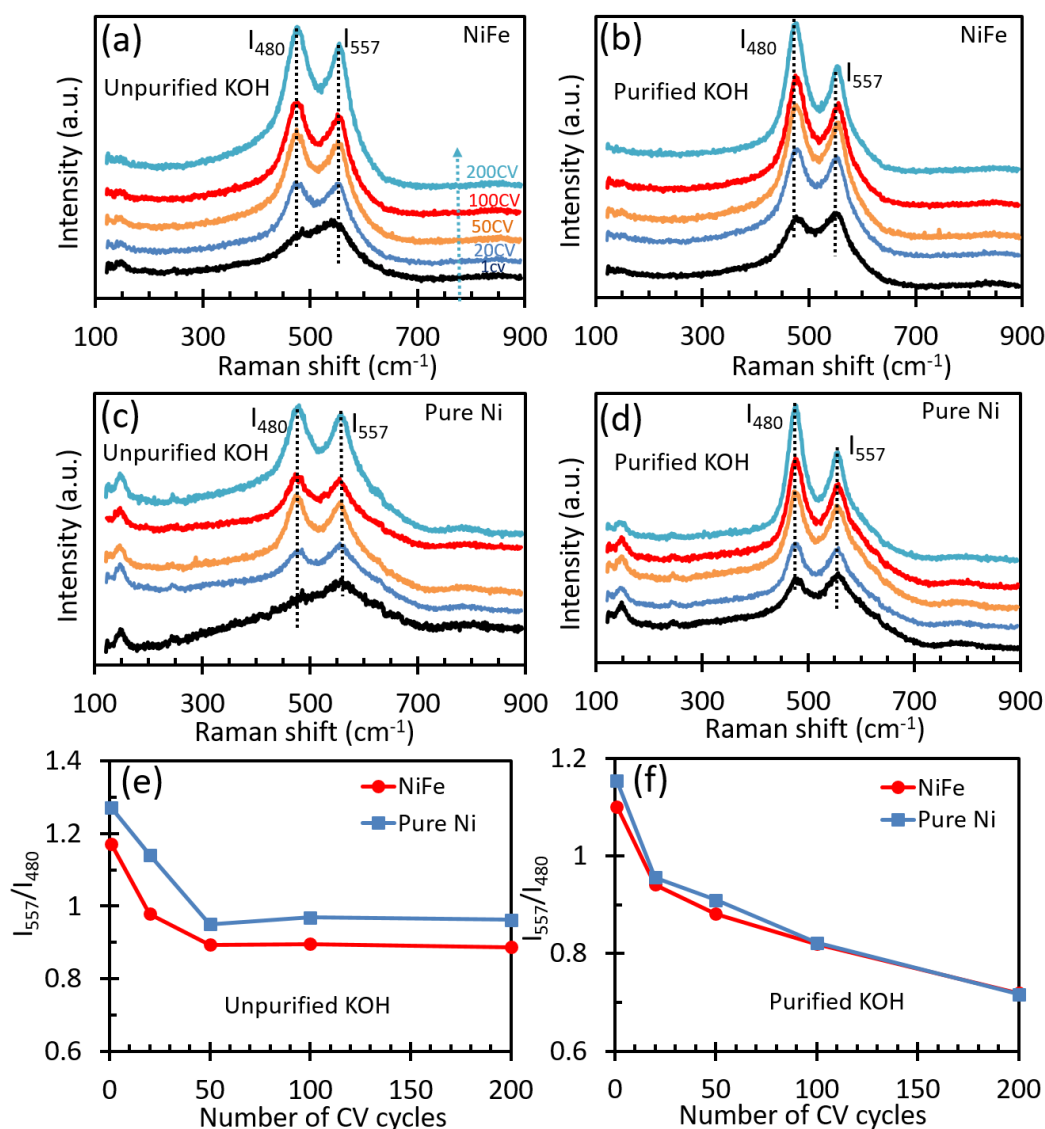 (a)
I480
I557
NiFe
Unpurified KOH
200CV
100CV
50CV
20CV
1cv
Intensity (a.u.)
100 300 500 700 900
Raman shift (cm-1)
(b)
I480
I557
NiFe
Purified KOH
Intensity (a.u.)
100 300 500 700 900
Raman shift (cm-1)
(c)
I480
I557
Pure Ni
Unpurified KOH
Intensity (a.u.)
100 300 500 700 900
Raman shift (cm-1)
(d)
I480
I557
Pure Ni
Purified KOH
Intensity (a.u.)
100 300 500 700 900
Raman shift (cm-1)
(e)
NiFe
Pure Ni
1.4
1.2
1
0.8
0.6
I557/I480
Unpurified KOH
0 50 100 150 200
Number of CV cycles
(f)
NiFe
Pure Ni
1.2
1
0.8
0.6
I557/I480
Purified KOH
0 50 100 150 200
Number of CV cycles